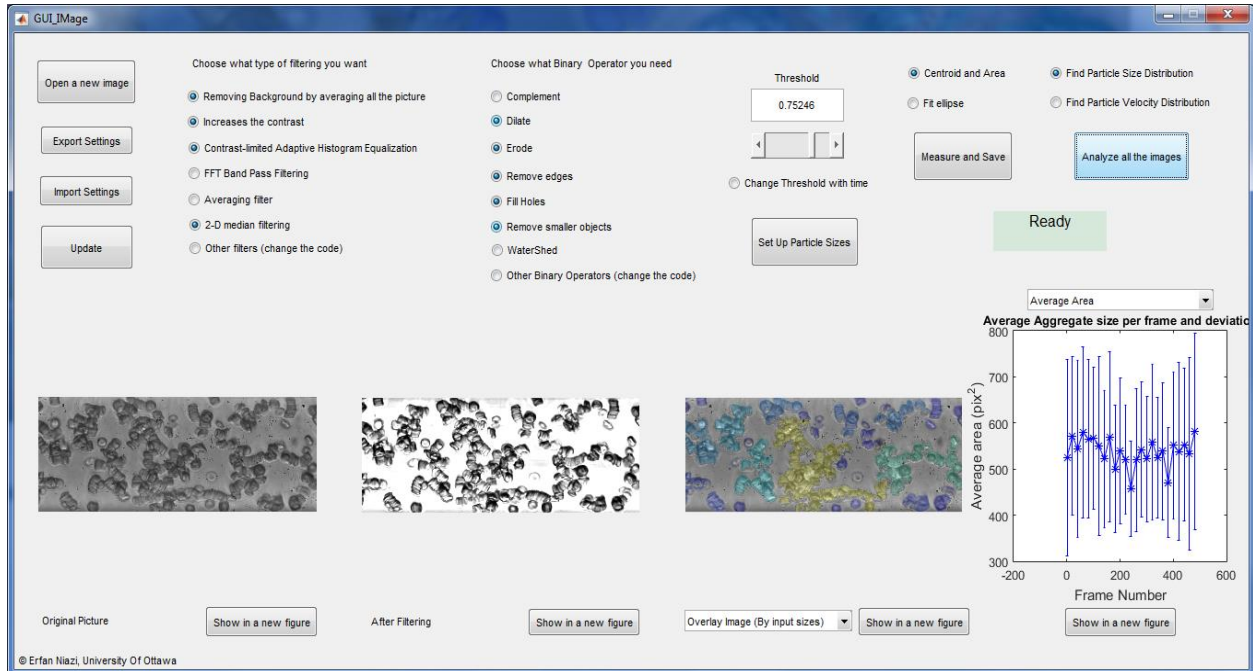 GUI_IMage
Open a new image
Export Settings
Import Settings
Update
Choose what type of filtering you want
Removing Background by averaging all the picture
Increases the contrast
Contrast-limited Adaptive Histogram Equalization
FFT Band Pass Filtering
Averaging filter
2-D median filtering
Other filters (change the code)
Choose what Binary Operator you need
Complement
Dilate
Erode
Remove edges
Fill Holes
Remove smaller objects
WaterShed
Other Binary Operators (change the code)
Threshold
0.75246
Change Threshold with time
Set Up Particle Sizes
Centroid and Area
Fit ellipse
Measure and Save
Find Particle Size Distribution
Find Particle Velocity Distribution
Analyze all the images
Ready
Average Area
Average Aggregate size per frame and deviatio
800
700
600
500
400
300
Average area (pix²)
-200 0 200 400 600
Frame Number
Original Picture
Show in a new figure
After Filtering
Show in a new figure
Overlay Image (By input sizes)
Show in a new figure
Show in a new figure
© Erfan Niazi, University Of Ottawa